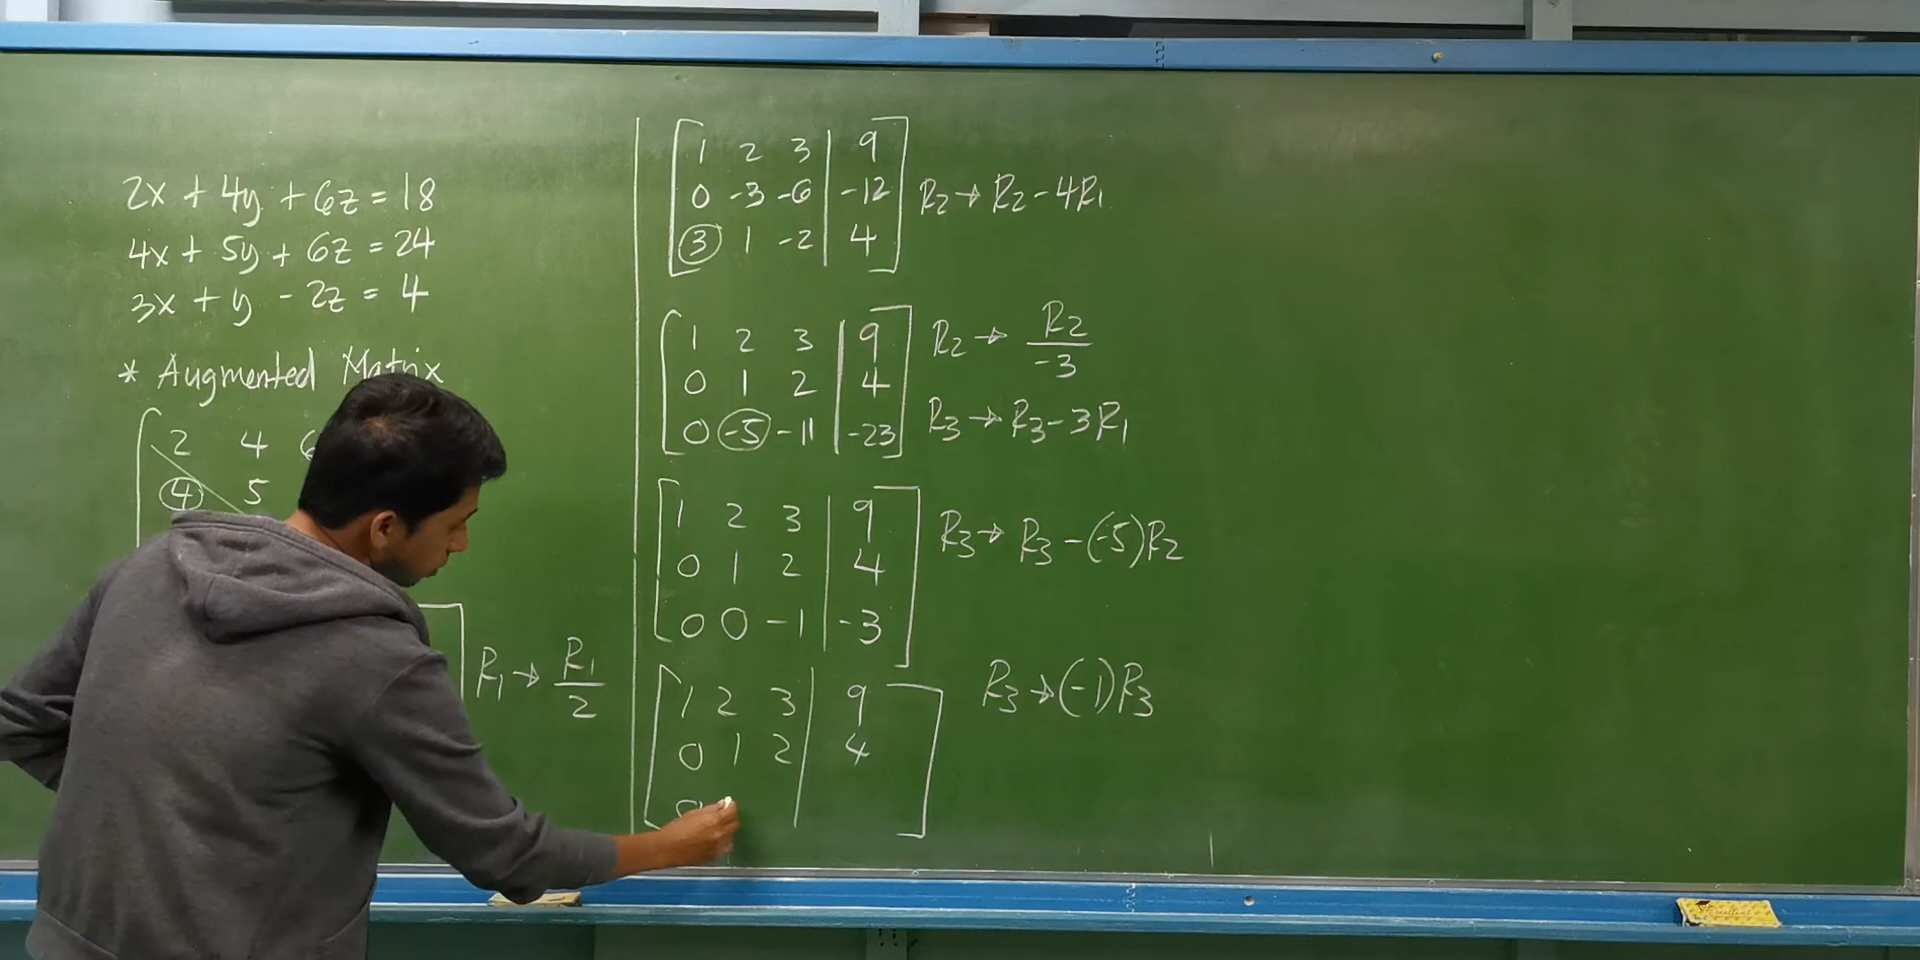 2x + 4y + 6z = 18
4x + 5y + 6z = 24
3x + y - 2z = 4
* Augmented Matrix
2 4 6
4 5
R1 → R1/2
1 2 3 | 9
0 -3 -6 | -12 R2 → R2 - 4R1
3 1 -2 | 4
1 2 3 | 9 R2 → R2/-3
0 1 2 | 4
0 -5 -11 | -23 R3 → R3 - 3R1
1 2 3 | 9 R3 → R3 - (-5)R2
0 1 2 | 4
0 0 -1 | -3
1 2 3 | 9 R3 → (-1)R3
0 1 2 | 4
0